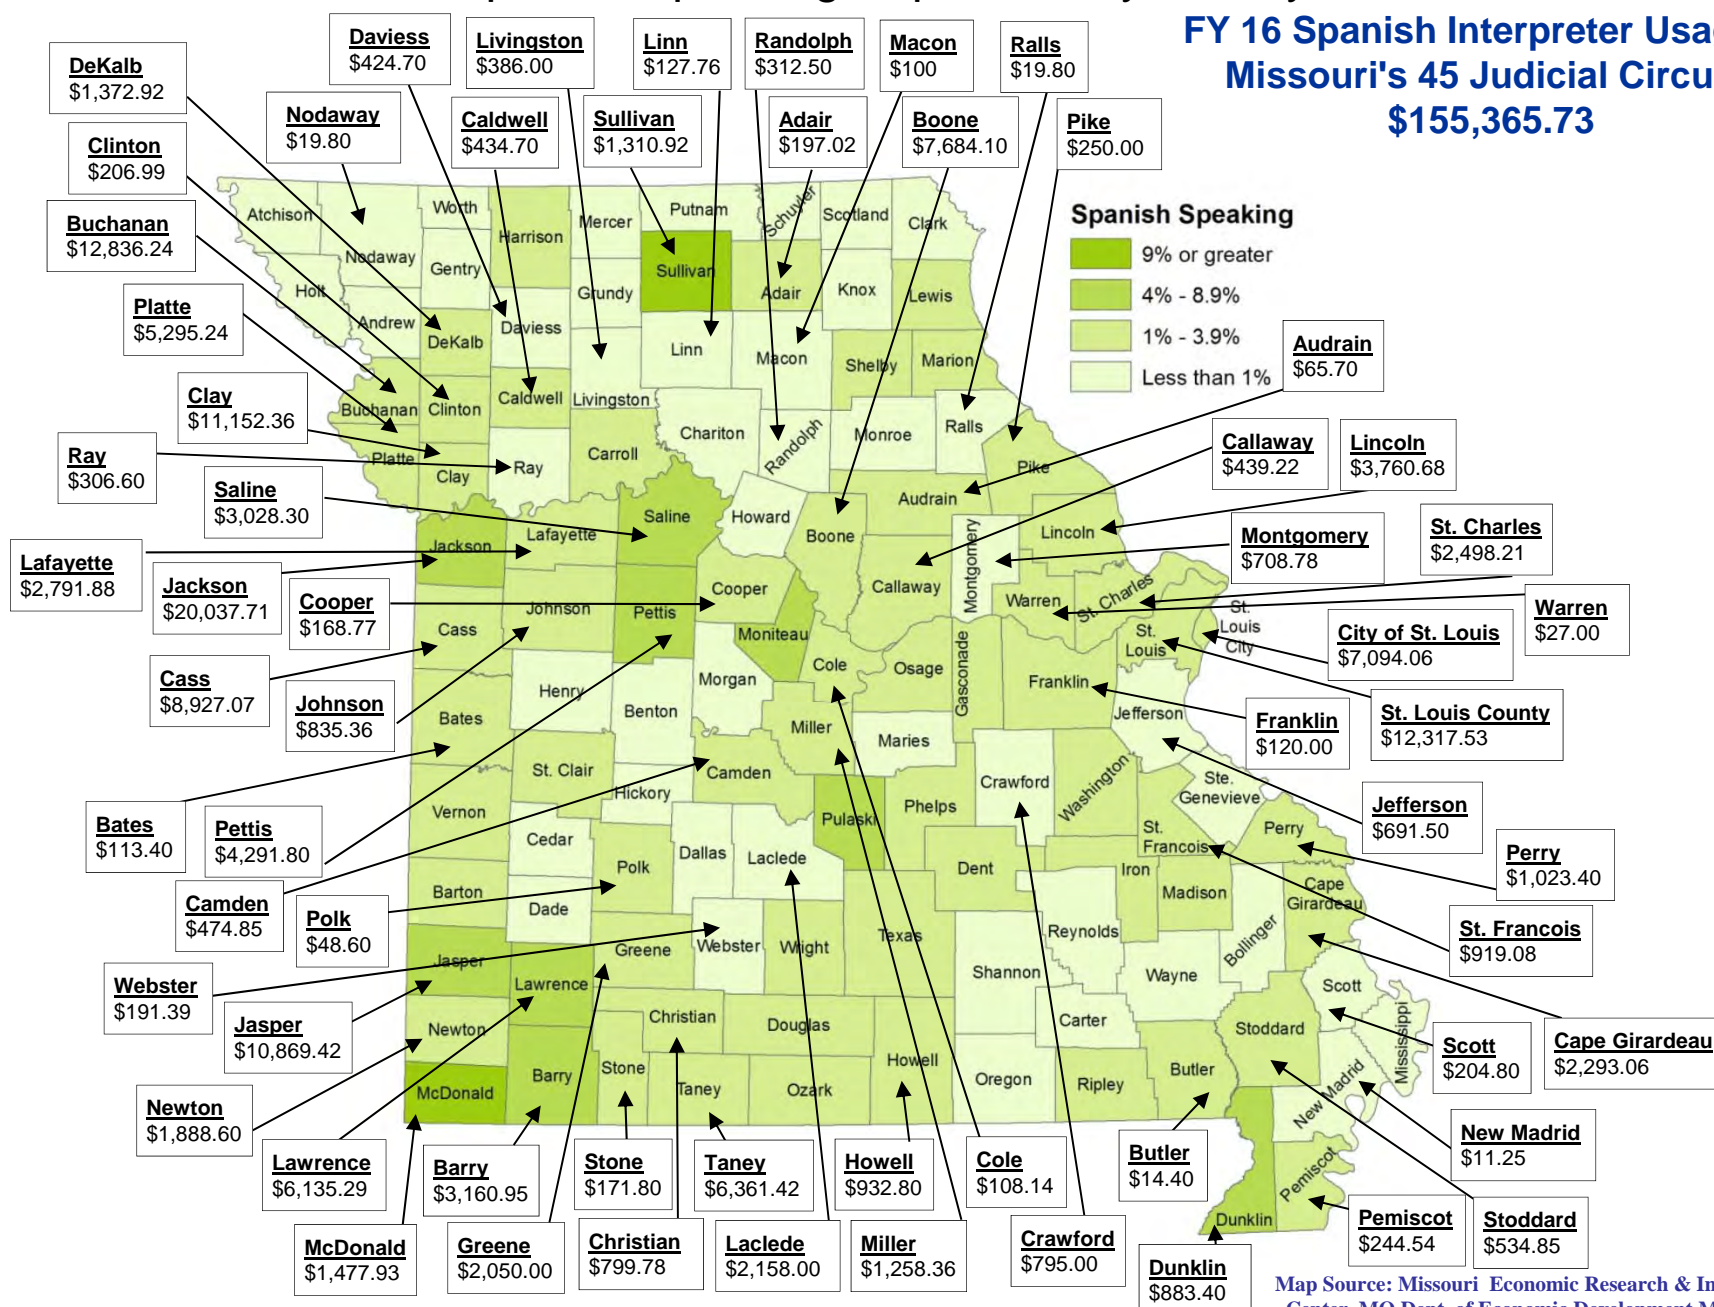 FY 16 Spanish Interpreter
Missouri's 45 Judicial
$155,365.73
DeKalb
$1,372.92
Daviess
$424.70
Livingston
$386.00
Linn
$127.76
Randolph
$312.50
Macon
$100
Ralls
$19.80
Nodaway
$19.80
Caldwell
$434.70
Sullivan
$1,310.92
Adair
$197.02
Boone
$7,684.10
Pike
$250.00
Clinton
$206.99
Buchanan
$12,836.24
Platte
$5,295.24
Clay
$11,152.36
Ray
$306.60
Saline
$3,028.30
Lafayette
$2,791.88
Jackson
$20,037.71
Cooper
$168.77
Cass
$8,927.07
Johnson
$835.36
Bates
$113.40
Pettis
$4,291.80
Camden
$474.85
Polk
$48.60
Webster
$191.39
Jasper
$10,869.42
Newton
$1,888.60
Lawrence
$6,135.29
Barry
$3,160.95
Stone
$171.80
Taney
$6,361.42
Howell
$932.80
Cole
$108.14
Butler
$14.40
McDonald
$1,477.93
Greene
$2,050.00
Christian
$799.78
Laclede
$2,158.00
Miller
$1,258.36
Crawford
$795.00
Dunklin
$883.40
Spanish Speaking
9% or greater
4% - 8.9%
1% - 3.9%
Less than 1%
Audrain
$65.70
Callaway
$439.22
Lincoln
$3,760.68
Montgomery
$708.78
St. Charles
$2,498.21
Warren
$27.00
City of St. Louis
$7,094.06
St. Louis County
$12,317.53
Franklin
$120.00
Jefferson
$691.50
Perry
$1,023.40
St. Francois
$919.08
Cape Girardeau
$2,293.06
Scott
$204.80
New Madrid
$11.25
Pemiscot
$244.54
Stoddard
$534.85
Atchison
Nodaway
Worth
Harrison
Mercer
Putnam
Schuyler
Scotland
Clark
Holt
Gentry
Grundy
Sullivan
Adair
Knox
Lewis
Andrew
DeKalb
Daviess
Linn
Macon
Shelby
Marion
Buchanan
Clinton
Caldwell
Livingston
Chariton
Randolph
Monroe
Ralls
Platte
Clay
Ray
Carroll
Pike
Saline
Howard
Audrain
Jackson
Lafayette
Boone
Callaway
Montgomery
Lincoln
Cass
Johnson
Pettis
Cooper
Moniteau
Warren
St. Charles
St.
Louis
St.
Louis
City
Henry
Benton
Morgan
Cole
Osage
Gasconade
Franklin
Jefferson
Bates
St. Clair
Hickory
Camden
Miller
Maries
Crawford
Washington
Ste.
Genevieve
Vernon
Cedar
Polk
Dallas
Laclede
Pulaski
Phelps
Dent
Iron
St.
Francois
Perry
Madison
Cape
Girardeau
Barton
Dade
Greene
Webster
Wright
Texas
Shannon
Reynolds
Wayne
Bollinger
Scott
Jasper
Lawrence
Christian
Douglas
Howell
Carter
Stoddard
Mississippi
Newton
McDonald
Barry
Stone
Taney
Ozark
Oregon
Ripley
Butler
New Madrid
Dunklin
Pemiscot
Map Source: Missouri Economic Research &